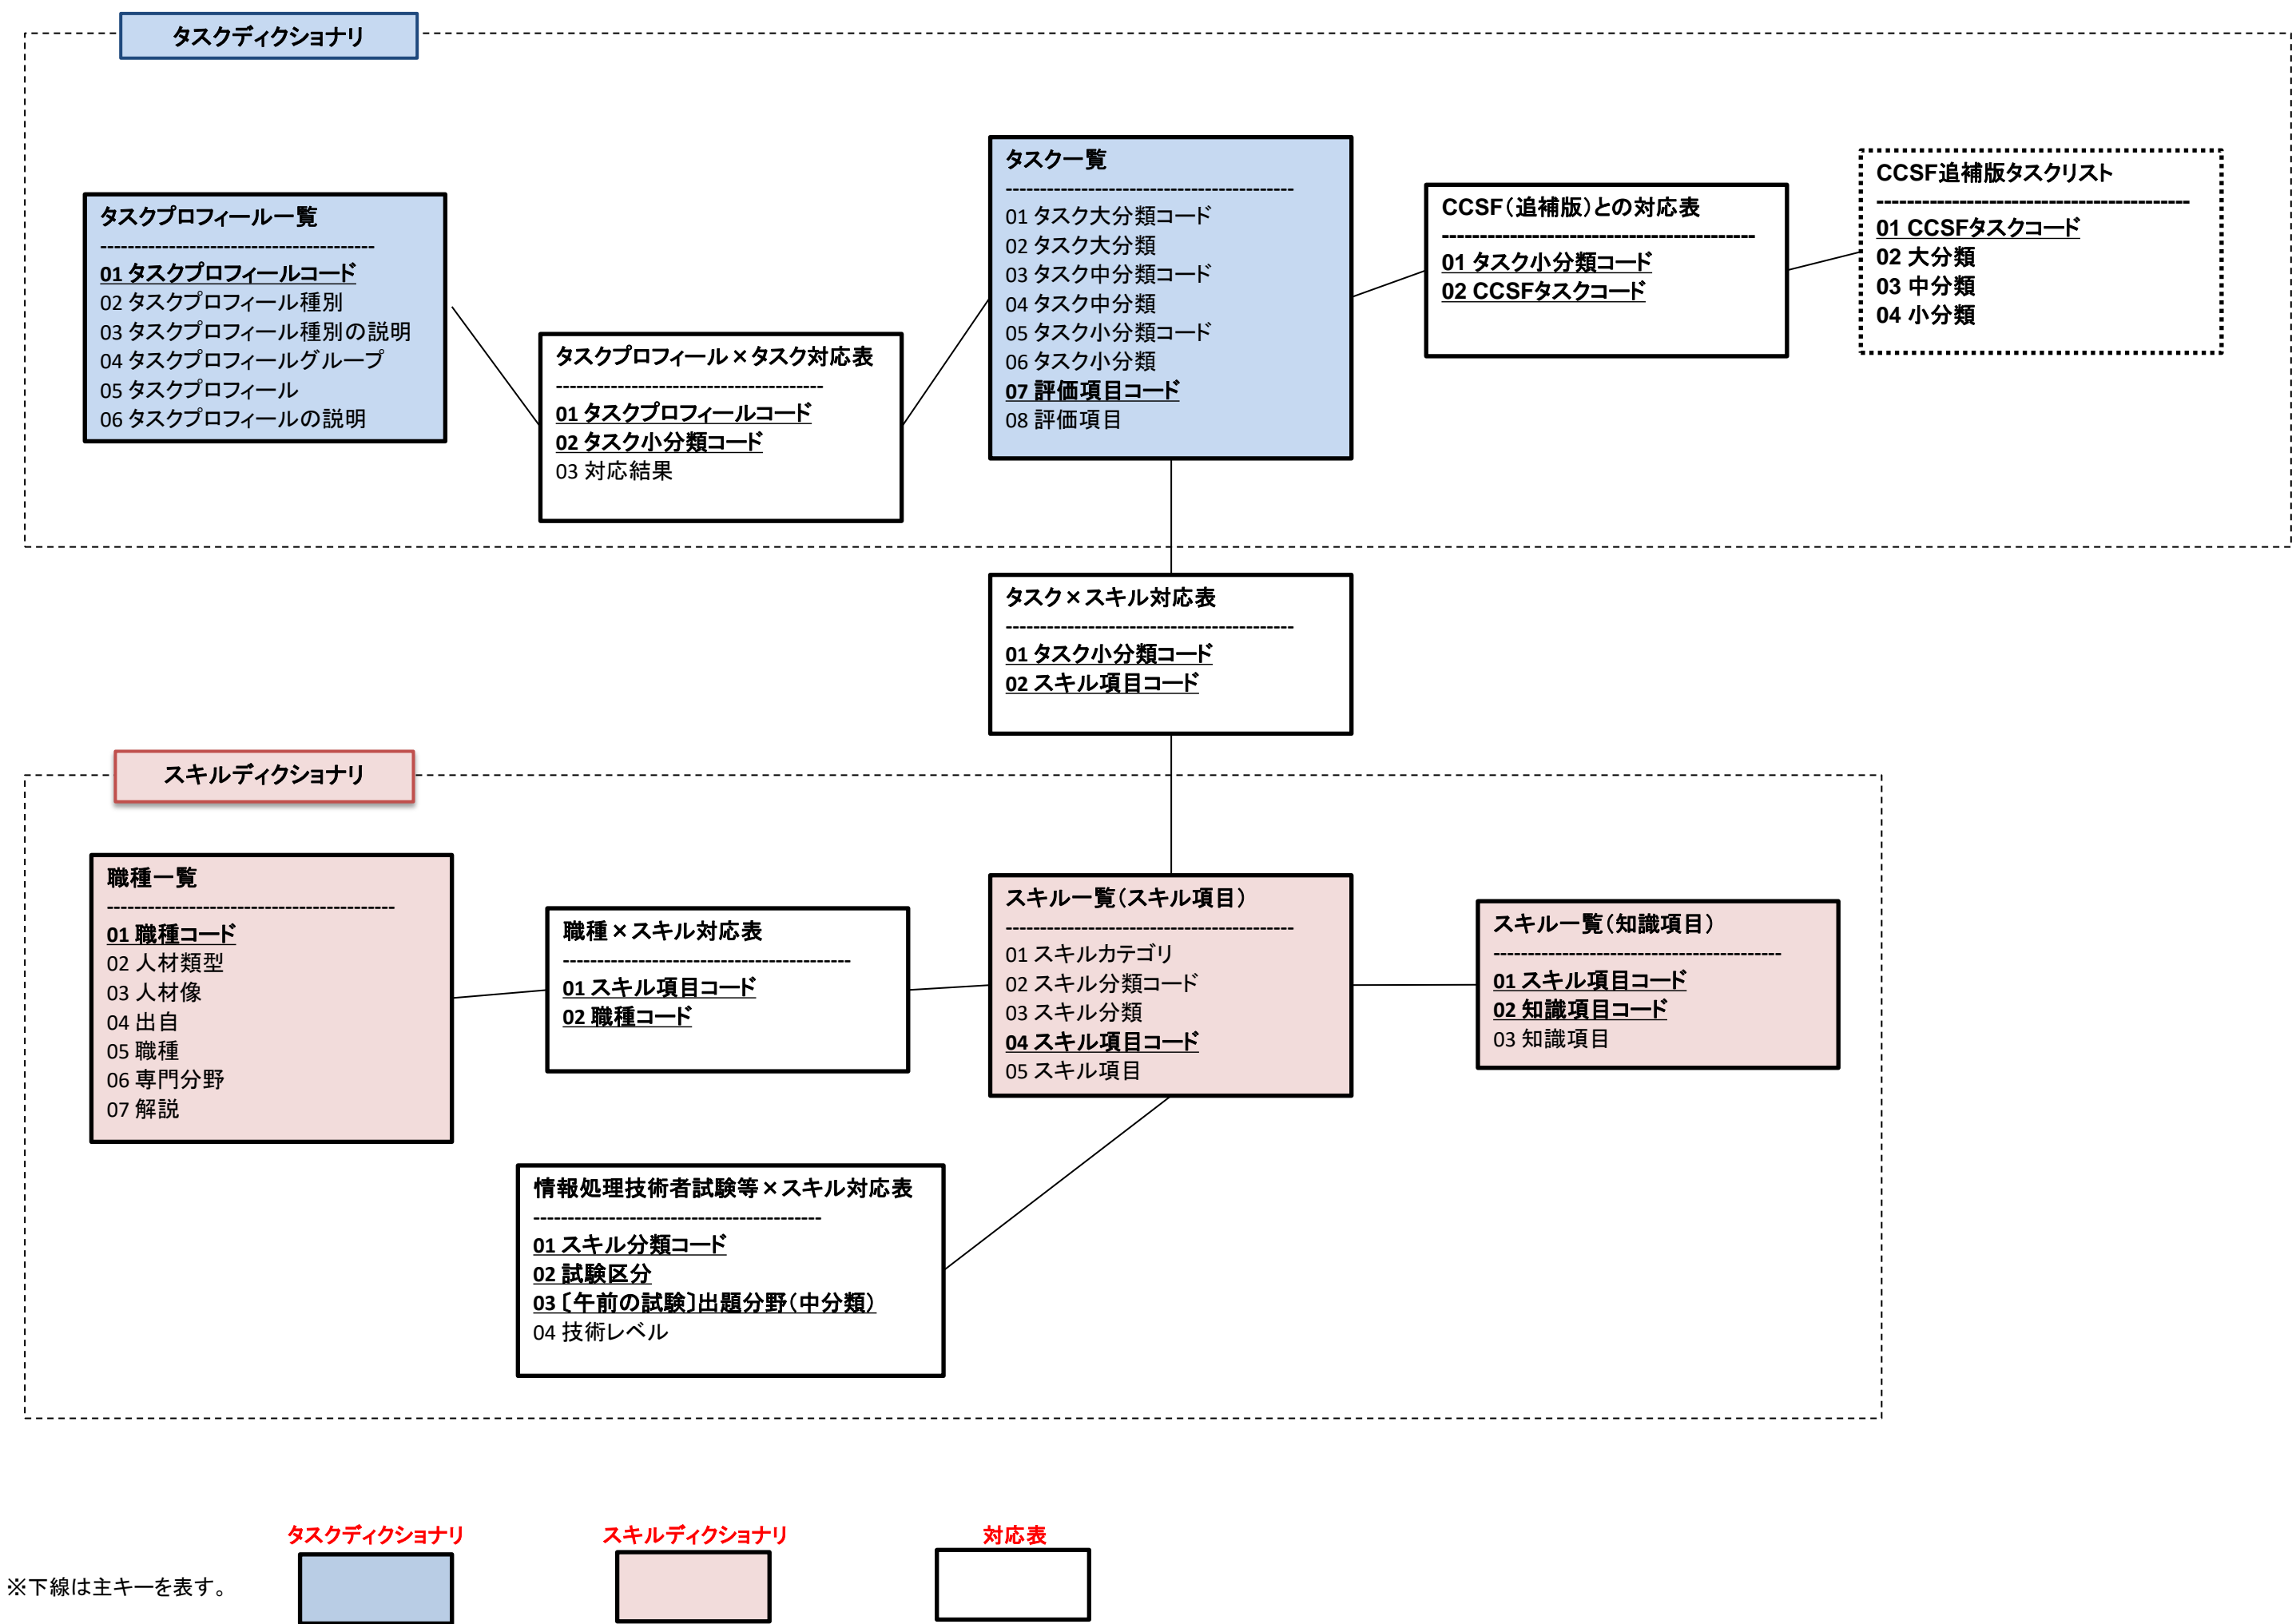 タスクディクショナリ
タスクプロフィール一覧
01 タスクプロフィールコード
02 タスクプロフィール種別
03 タスクプロフィール種別の説明
04 タスクプロフィールグループ
05 タスクプロフィール
06 タスクプロフィールの説明
タスクプロフィール×タスク対応表
01 タスクプロフィールコード
02 タスク小分類コード
03 対応結果
タスク一覧
01 タスク大分類コード
02 タスク大分類
03 タスク中分類コード
04 タスク中分類
05 タスク小分類コード
06 タスク小分類
07 評価項目コード
08 評価項目
CCSF（追補版）との対応表
01 タスク小分類コード
02 CCSFタスクコード
CCSF追補版タスクリスト
01 CCSFタスクコード
02 大分類
03 中分類
04 小分類
タスク×スキル対応表
01 タスク小分類コード
02 スキル項目コード
スキルディクショナリ
職種一覧
01 職種コード
02 人材類型
03 人材像
04 出自
05 職種
06 専門分野
07 解説
職種×スキル対応表
01 スキル項目コード
02 職種コード
スキル一覧（スキル項目）
01 スキルカテゴリ
02 スキル分類コード
03 スキル分類
04 スキル項目コード
05 スキル項目
スキル一覧（知識項目）
01 スキル項目コード
02 知識項目コード
03 知識項目
情報処理技術者試験等×スキル対応表
01 スキル分類コード
02 試験区分
03〔午前の試験〕出題分野（中分類）
04 技術レベル
タスクディクショナリ
スキルディクショナリ
対応表
※下線は主キーを表す。